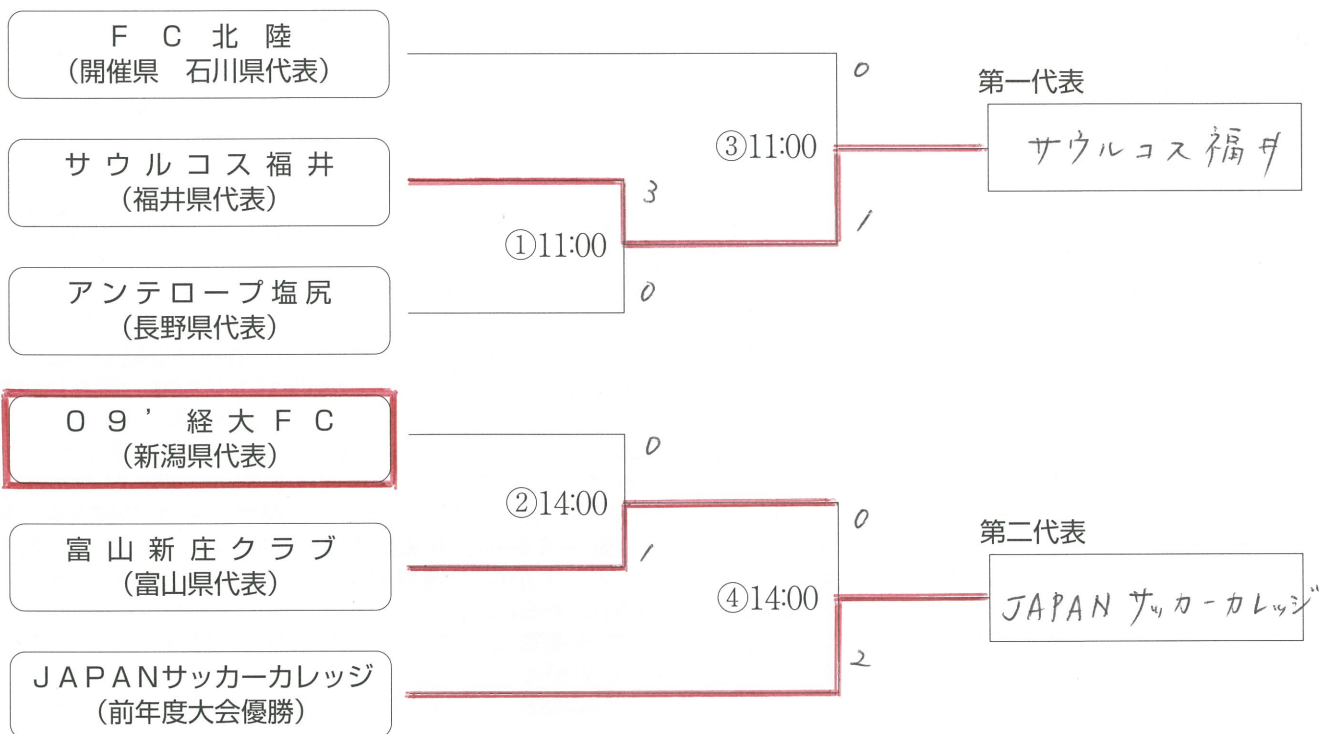 FC北陸
(開催県 石川県代表)
サウルコス福井
(福井県代表)
アンテロープ塩尻
(長野県代表)
09’経大FC
(新潟県代表)
富山新庄クラブ
(富山県代表)
JAPANサッカーカレッジ
(前年度大会優勝)
①11:00
3
0
②14:00
0
1
③11:00
0
1
④14:00
0
2
第一代表
サウルコス福井
第二代表
JAPANサッカーカレッジ